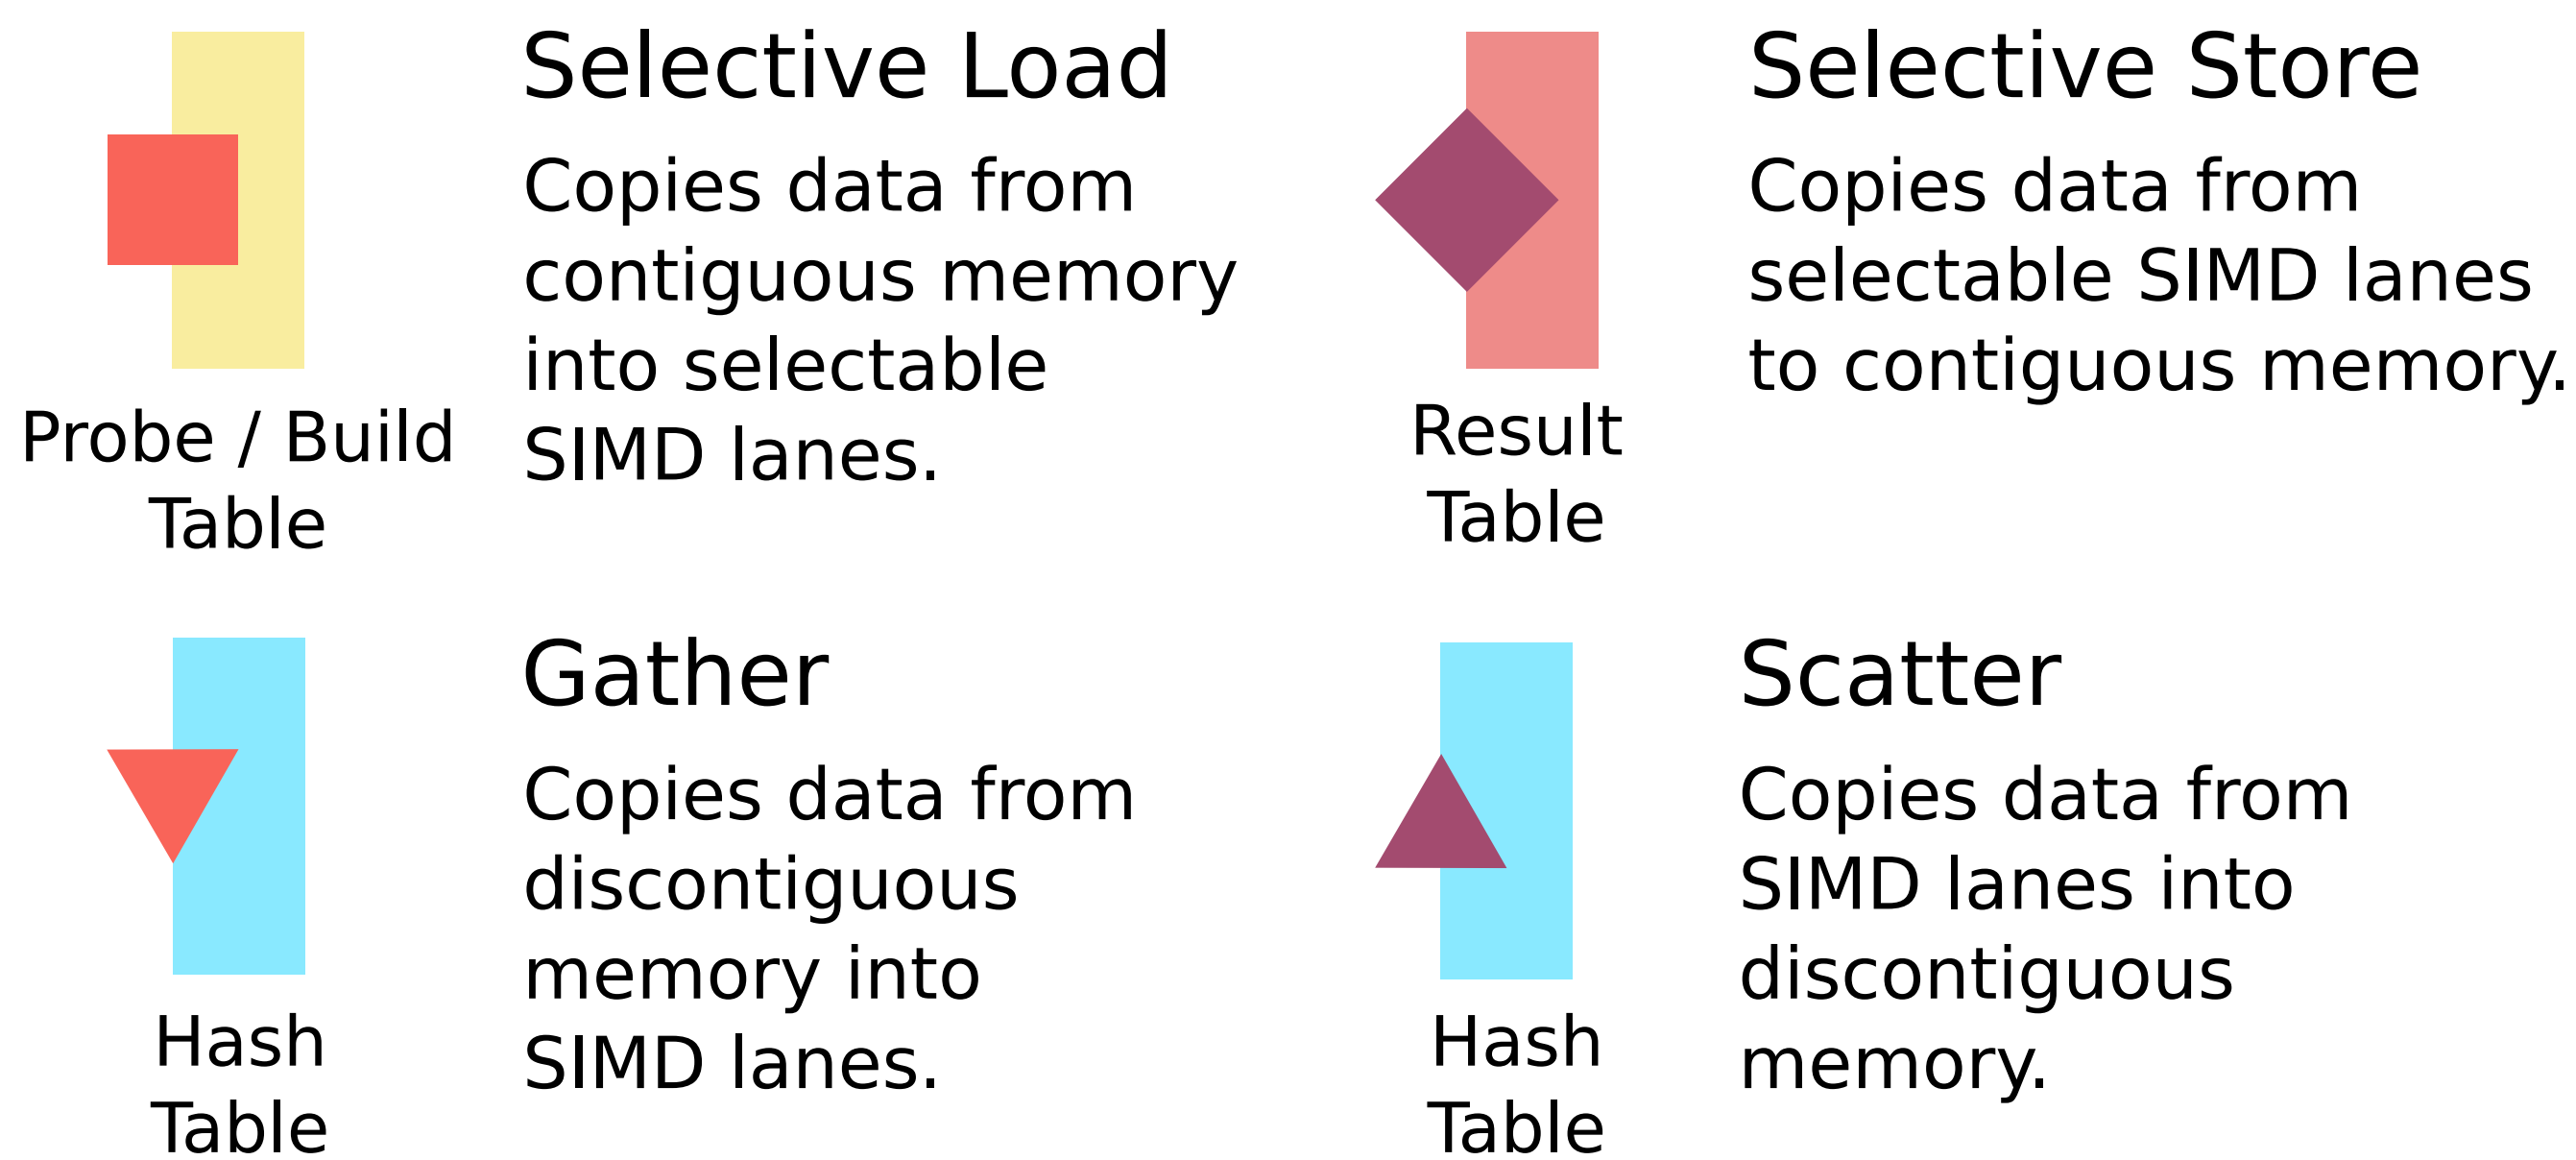 Selective Load
Copies data from
contiguous memory
into selectable
SIMD lanes.
Probe / Build
Table
Selective Store
Copies data from
selectable SIMD lanes
to contiguous memory.
Result
Table
Gather
Copies data from
discontiguous
memory into
SIMD lanes.
Hash
Table
Scatter
Copies data from
SIMD lanes into
discontiguous
memory.
Hash
Table